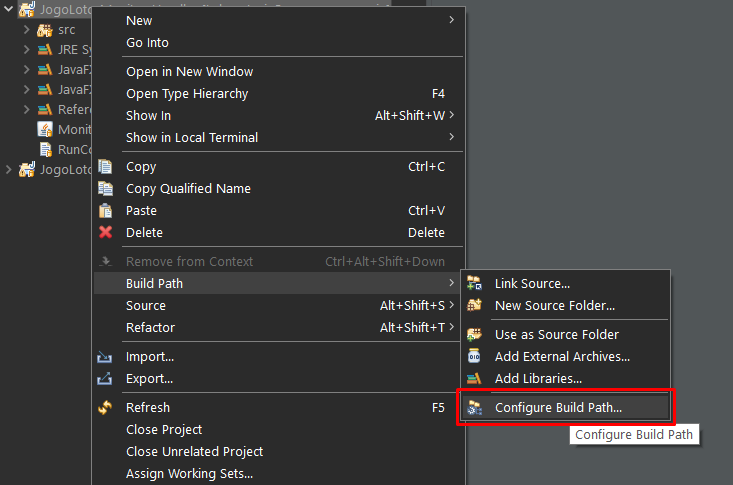 JogoLoto
src
JRE Sy
JavaFX
JavaFX
Refere
Monit
RunCo
JogoLoto
New
Go Into
Open in New Window
Open Type Hierarchy F4
Show In Alt+Shift+W
Show in Local Terminal
Copy Ctrl+C
Copy Qualified Name
Paste Ctrl+V
Delete Delete
Remove from Context Ctrl+Alt+Shift+Down
Build Path
Source Alt+Shift+S
Refactor Alt+Shift+T
Import...
Export...
Refresh F5
Close Project
Close Unrelated Project
Assign Working Sets...
Link Source...
New Source Folder...
Use as Source Folder
Add External Archives...
Add Libraries...
Configure Build Path...
Configure Build Path